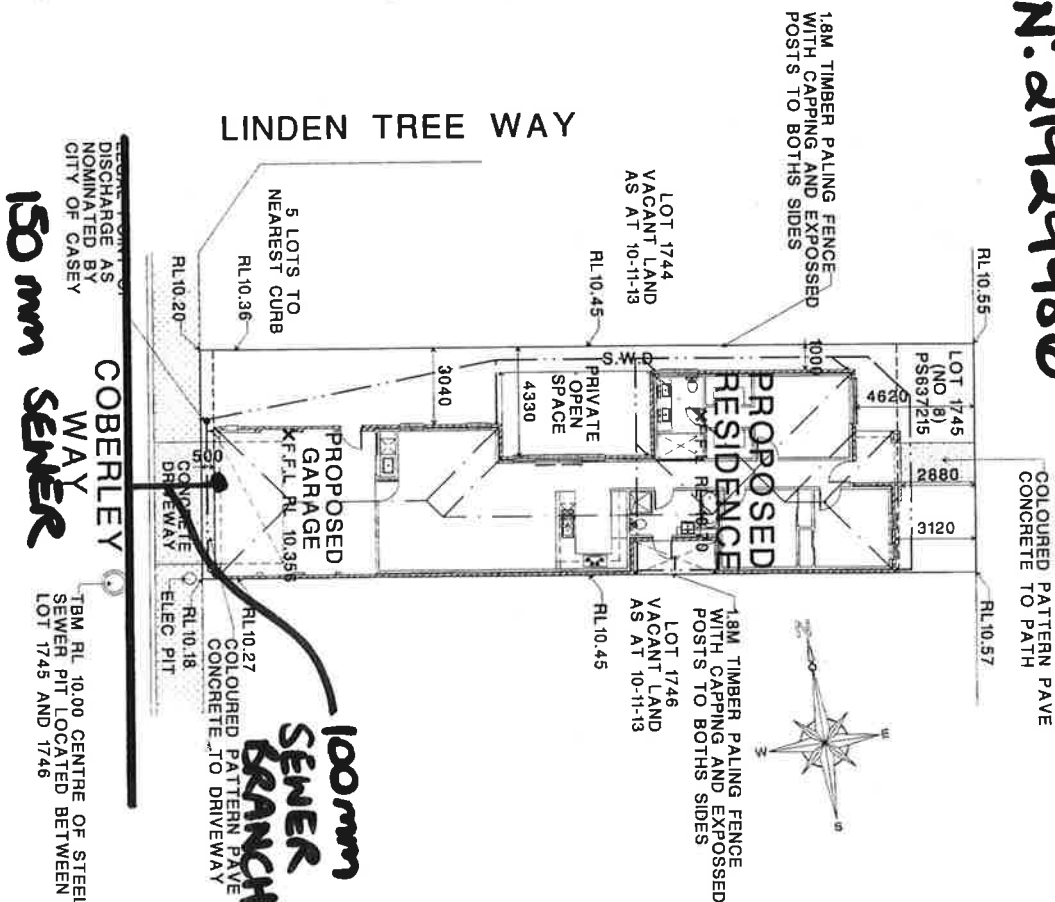 1.8M TIMBER PALING FENCE
WITH CAPPING AND EXPOSSED
POSTS TO BOTHS SIDES
LINDEN TREE WAY
LOT 1744
VACANT LAND
AS AT 10-11-13
5 LOTS TO
NEAREST CURB
RL10.55
RL10.45
RL10.36
RL10.20
DISCHARGE AS
NOMINATED BY
CITY OF CASEY
150 mm SEWER
COBERLEY
WAY
LOT 1745
(NO 8)
PS637215
COLOURED PATTERN PAVE
CONCRETE TO PATH
4620
2880
3120
1000
S.W.D
PRIVATE
OPEN
SPACE
4330
3040
PROPOSED
RESIDENCE
PROPOSED
GARAGE
F.F.L RL 10.356
500
CONCRETE
DRIVEWAY
RL10.57
RL10.45
RL10.27
RL10.18
ELEC PIT
1.8M TIMBER PALING FENCE
WITH CAPPING AND EXPOSSED
POSTS TO BOTHS SIDES
LOT 1746
VACANT LAND
AS AT 10-11-13
COLOURED PATTERN PAVE
CONCRETE TO DRIVEWAY
100mm
SEWER
BRANCH
TBM RL 10.00 CENTRE OF STEEL
SEWER PIT LOCATED BETWEEN
LOT 1745 AND 1746
E
W
S